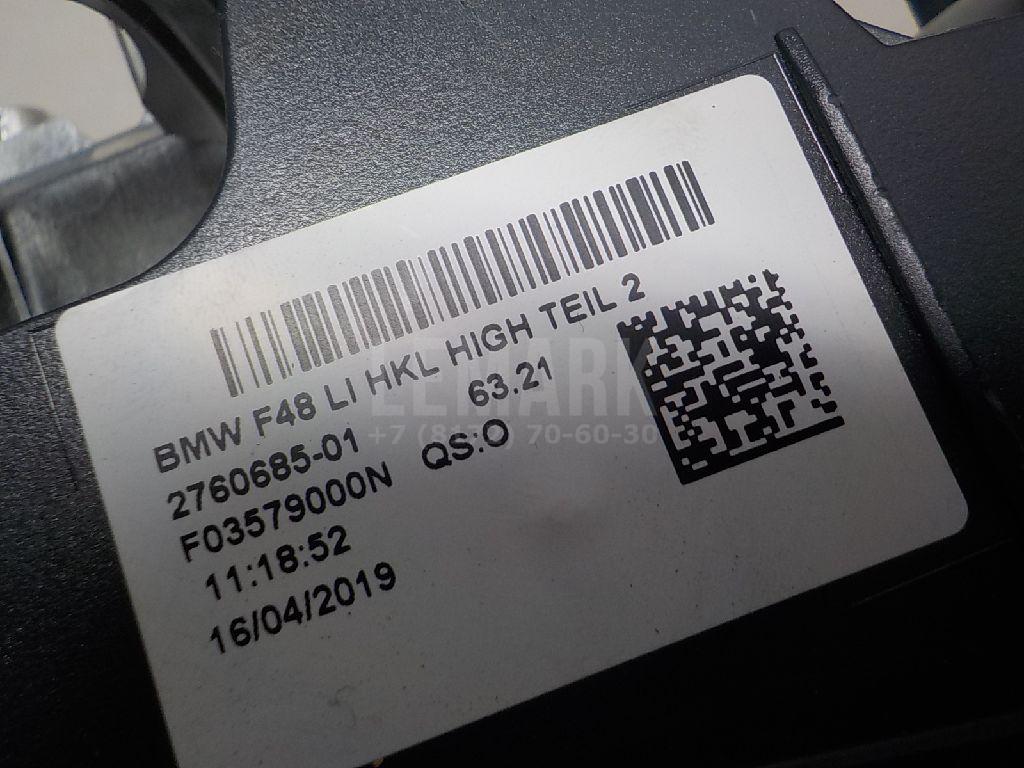 BMW F48 LI HKL HIGH TEIL 2
2760685-01 63.21
F03579000N QS:O
11:18:52
16/04/2019
LEMARK